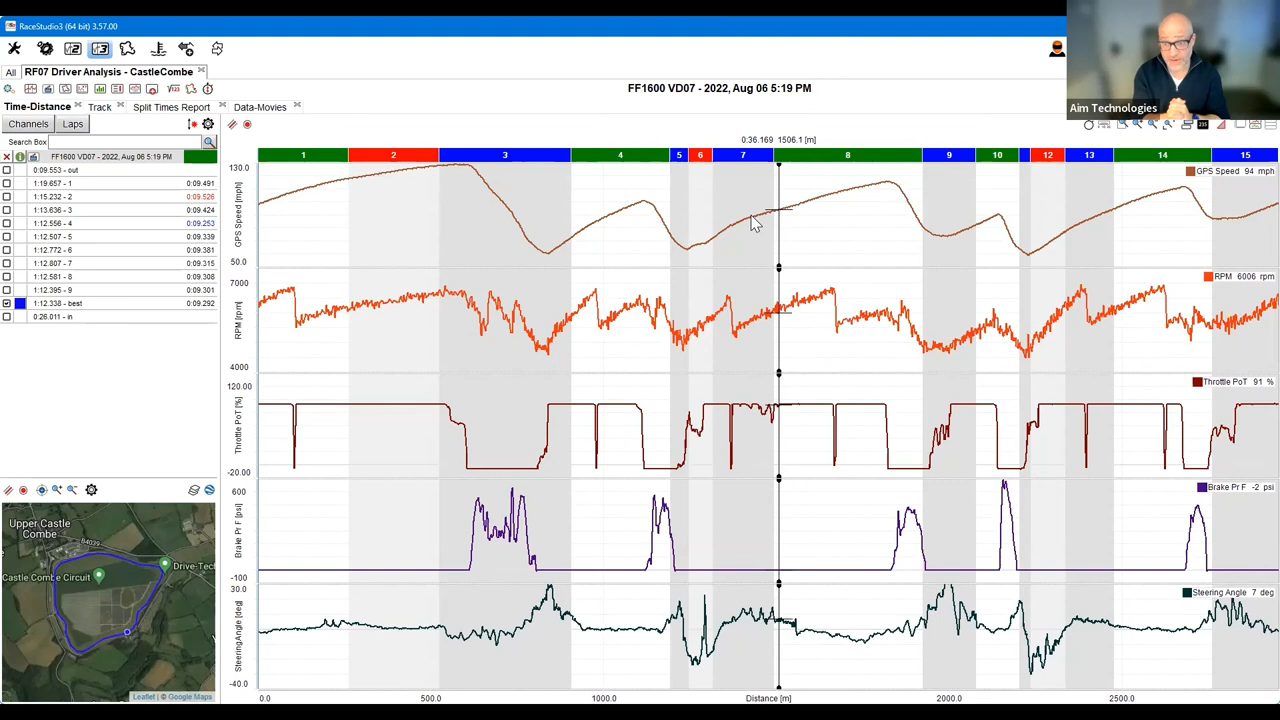 RaceStudio3 (64 bit) 3.57.00
All
RF07 Driver Analysis - CastleCombe
Time-Distance
Track
Split Times Report
Data-Movies
FF1600 VD07 - 2022, Aug 06 5:19 PM
Aim Technologies
Channels
Laps
Search Box
FF1600 VD07 - 2022, Aug 06 5:19 PM
0:09.553 - out
1:19.657 - 1 0:09.491
1:15.232 - 2 0:09.526
1:13.636 - 3 0:09.424
1:12.556 - 4 0:09.253
1:12.507 - 5 0:09.339
1:12.772 - 6 0:09.381
1:12.807 - 7 0:09.315
1:12.581 - 8 0:09.308
1:12.395 - 9 0:09.301
1:12.338 - best 0:09.292
0:26.011 - in
0:36.169 1506.1 [m]
1 2 3 4 5 6 7 8 9 10 12 13 14 15
130.0
GPS Speed [mph]
50.0
GPS Speed 94 mph
7000
RPM [rpm]
4000
RPM 6006 rpm
120.00
Throttle PoT [%]
-20.00
Throttle PoT 91 %
600
Brake Pr F [psi]
-100
Brake Pr F -2 psi
30.0
SteeringAngle [deg]
-40.0
Steering Angle 7 deg
0.0 500.0 1000.0 Distance [m] 2000.0 2500.0
Upper Castle
Combe
B4039
Castle Combe Circuit
Drive-Tech
Leaflet | © Google Maps